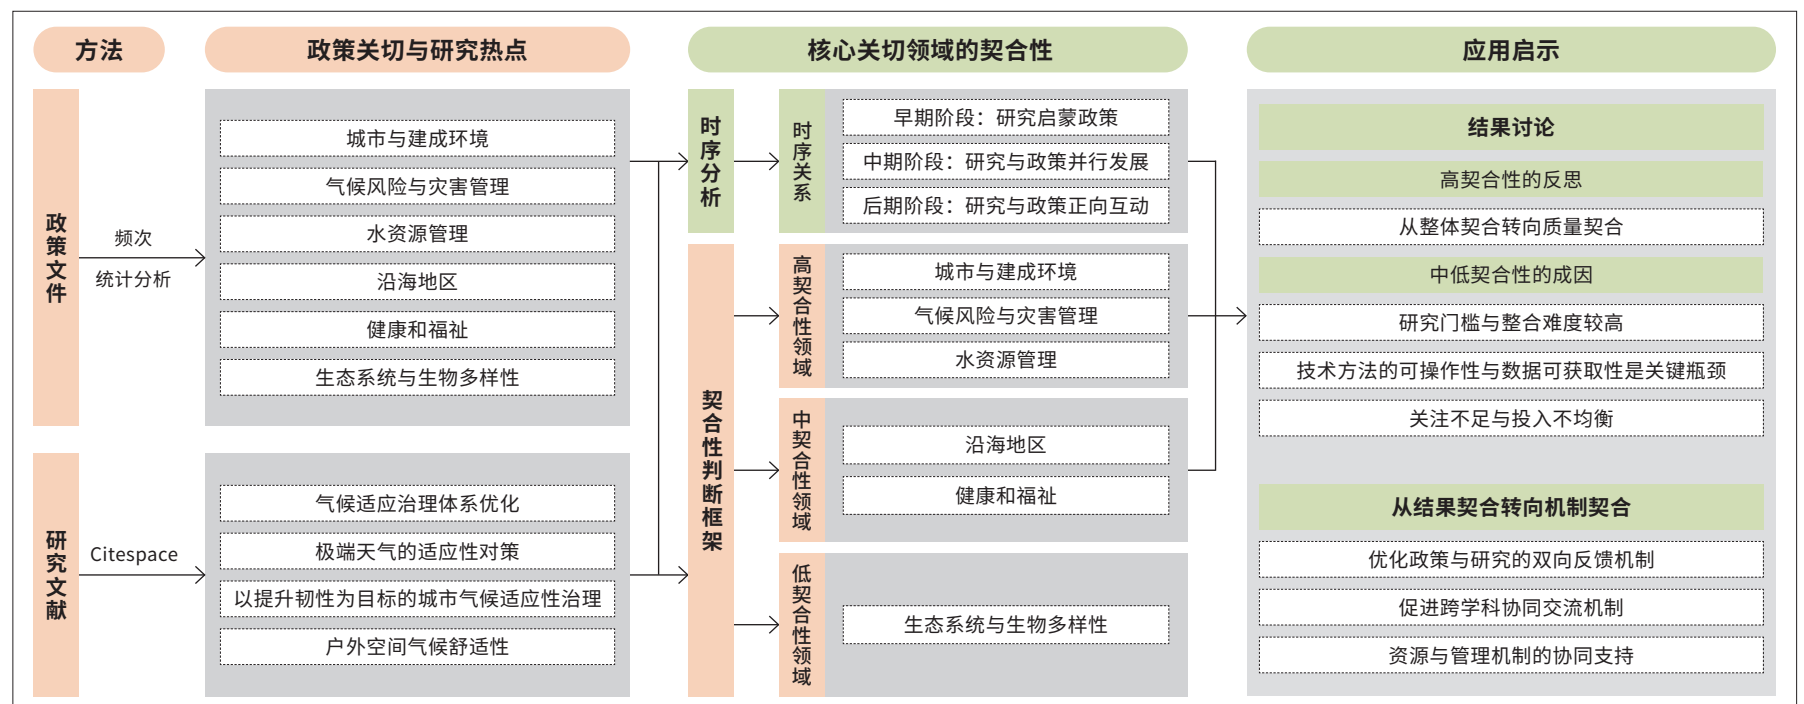 方法
政策关切与研究热点
核心关切领域的契合性
应用启示
政策文件
频次
统计分析
城市与建成环境
气候风险与灾害管理
水资源管理
沿海地区
健康和福祉
生态系统与生物多样性
研究文献
Citespace
气候适应治理体系优化
极端天气的适应性对策
以提升韧性为目标的城市气候适应性治理
户外空间气候舒适性
时序分析
时序关系
早期阶段：研究启蒙政策
中期阶段：研究与政策并行发展
后期阶段：研究与政策正向互动
契合性判断框架
高契合性领域
城市与建成环境
气候风险与灾害管理
水资源管理
中契合性领域
沿海地区
健康和福祉
低契合性领域
生态系统与生物多样性
结果讨论
高契合性的反思
从整体契合转向质量契合
中低契合性的成因
研究门槛与整合难度较高
技术方法的可操作性与数据可获取性是关键瓶颈
关注不足与投入不均衡
从结果契合转向机制契合
优化政策与研究的双向反馈机制
促进跨学科协同交流机制
资源与管理机制的协同支持